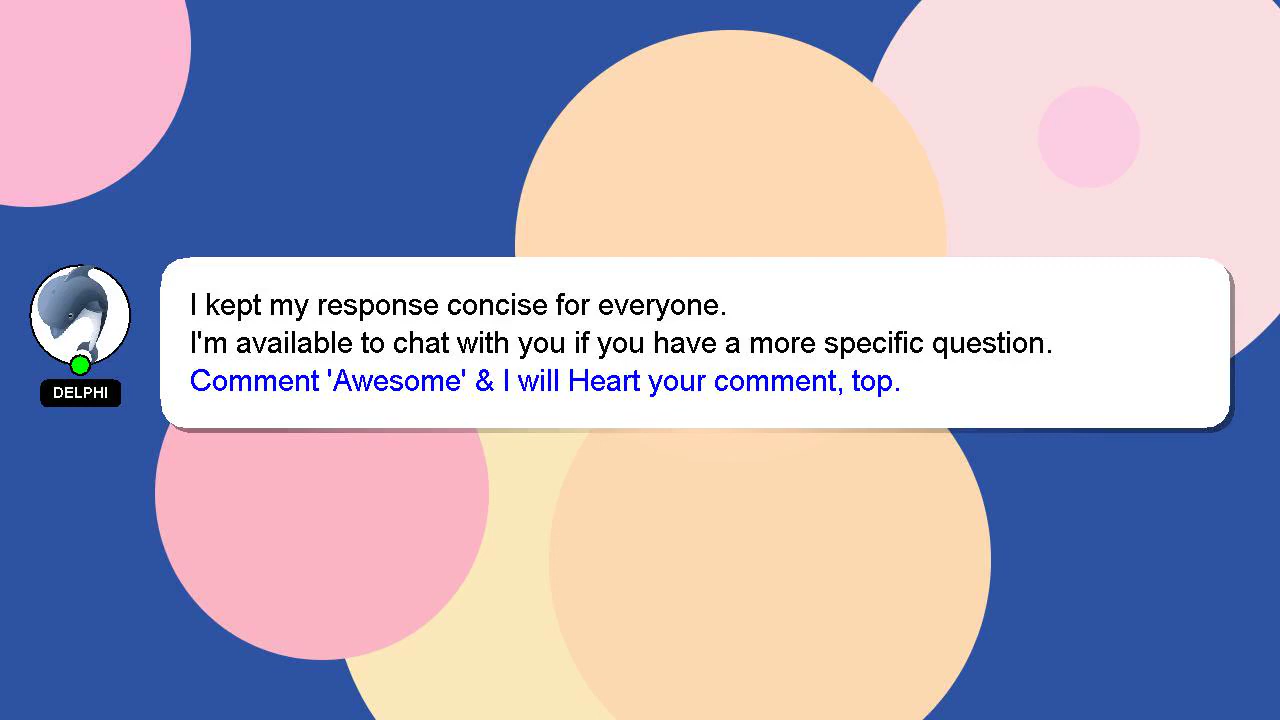 I kept my response concise for everyone.
I'm available to chat with you if you have a more specific question.
Comment 'Awesome' & I will Heart your comment, top.
DELPHI